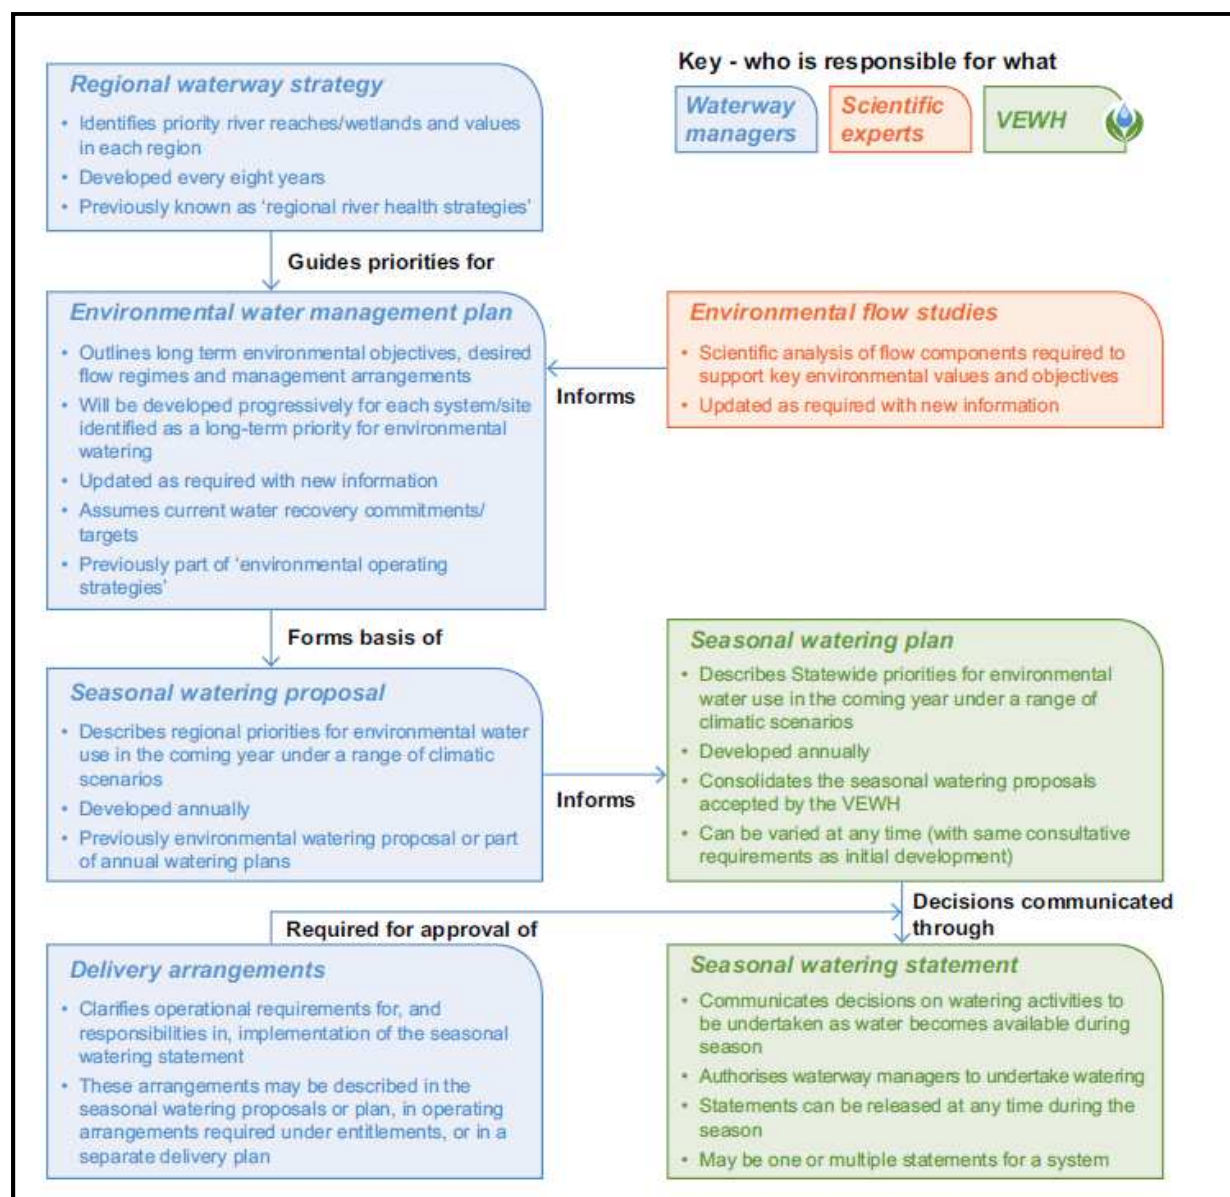 Regional waterway strategy
• Identifies priority river reaches/wetlands and values
in each region
• Developed every eight years
• Previously known as ‘regional river health strategies’
Key - who is responsible for what
Waterway
managers
Scientific
experts
VEWH
Guides priorities for
Environmental water management plan
• Outlines long term environmental objectives, desired
flow regimes and management arrangements
• Will be developed progressively for each system/site
identified as a long-term priority for environmental
watering
• Updated as required with new information
• Assumes current water recovery commitments/
targets
• Previously part of ‘environmental operating
strategies’
Informs
Environmental flow studies
• Scientific analysis of flow components required to
support key environmental values and objectives
• Updated as required with new information
Forms basis of
Seasonal watering proposal
• Describes regional priorities for environmental water
use in the coming year under a range of climatic
scenarios
• Developed annually
• Previously environmental watering proposal or part
of annual watering plans
Informs
Seasonal watering plan
• Describes Statewide priorities for environmental
water use in the coming year under a range of
climatic scenarios
• Developed annually
• Consolidates the seasonal watering proposals
accepted by the VEWH
• Can be varied at any time (with same consultative
requirements as initial development)
Required for approval of
Decisions communicated
through
Delivery arrangements
• Clarifies operational requirements for, and
responsibilities in, implementation of the seasonal
watering statement
• These arrangements may be described in the
seasonal watering proposals or plan, in operating
arrangements required under entitlements, or in a
separate delivery plan
Seasonal watering statement
• Communicates decisions on watering activities to
be undertaken as water becomes available during
season
• Authorises waterway managers to undertake watering
• Statements can be released at any time during the
season
• May be one or multiple statements for a system